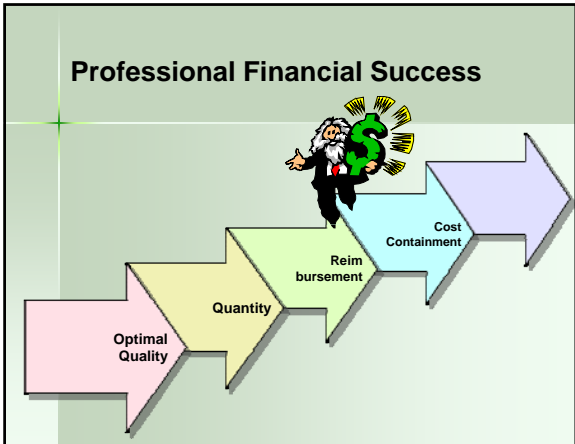 Professional Financial Success
$
Cost
Containment
Reim
bursement
Quantity
Optimal
Quality